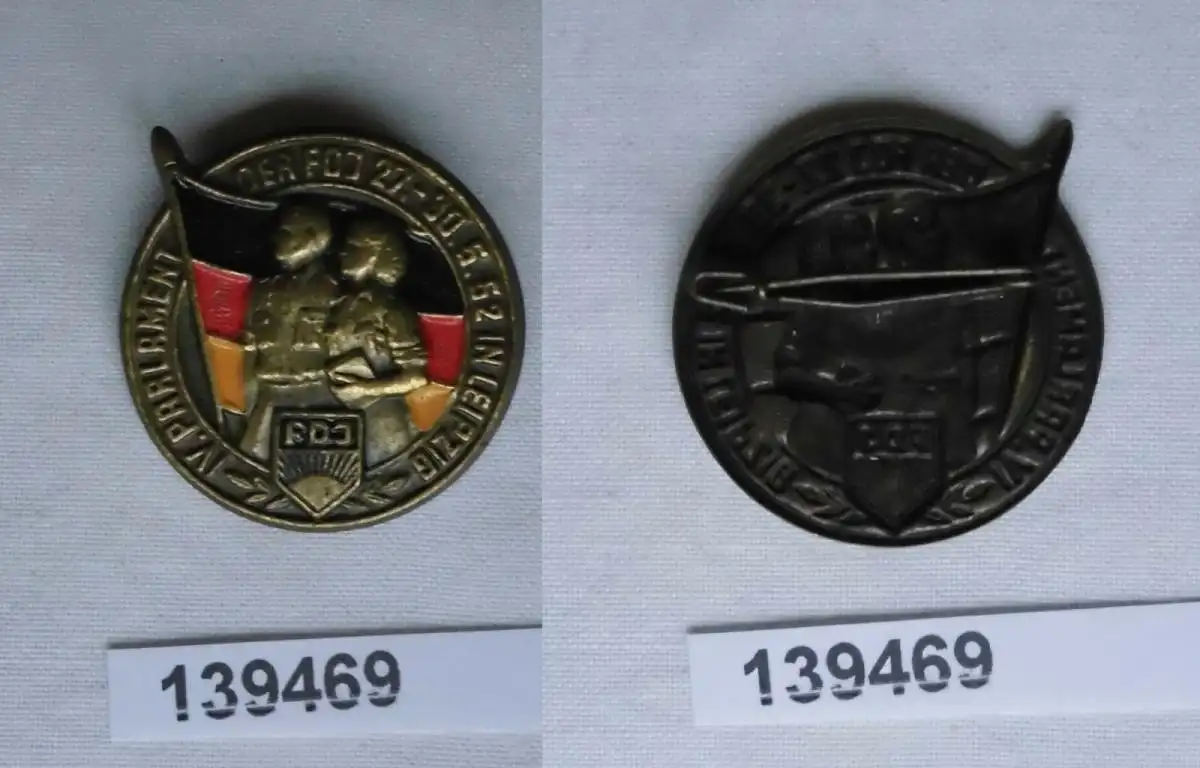 IV. PARLAMENT DER FDJ 27.-30.5.52 IN LEIPZIG
FDJ
139469
139469